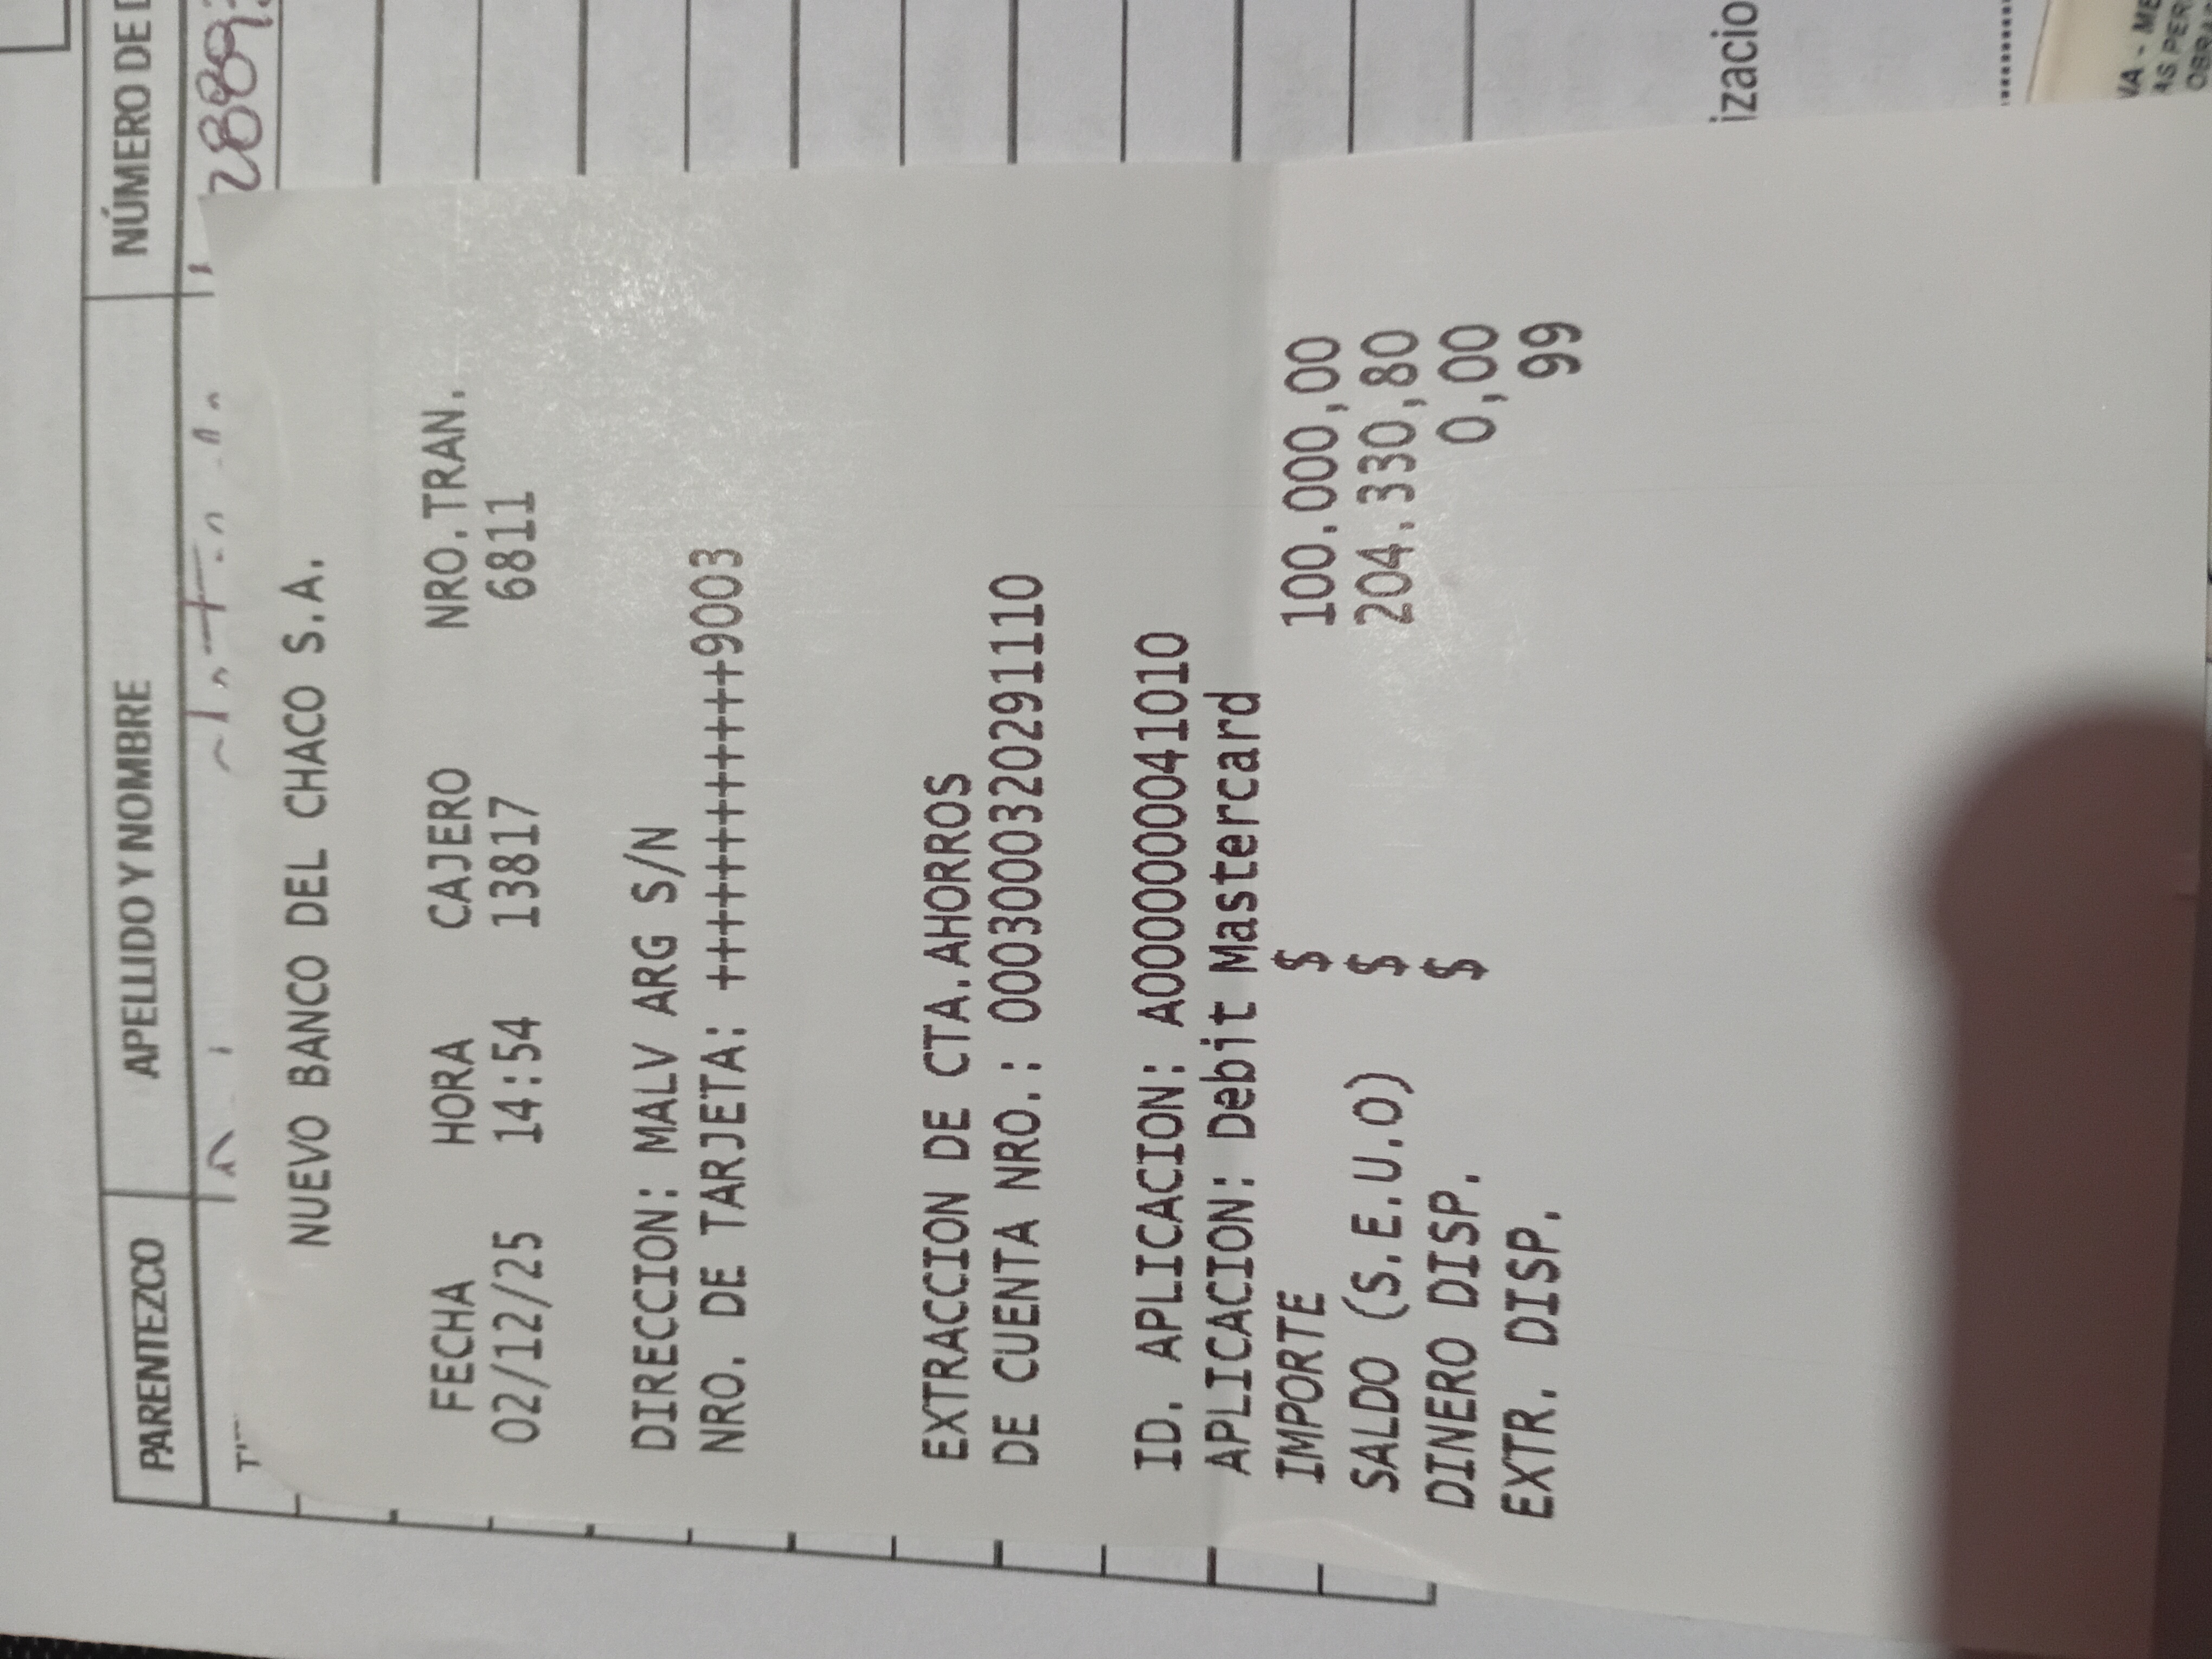 NÚMERO DE
PARENTEZCO APELLIDO Y NOMBRE
2889
NUEVO BANCO DEL CHACO S.A.
FECHA HORA CAJERO NRO.TRAN.
02/12/25 14:54 13817 6811
DIRECCION: MALV ARG S/N
NRO. DE TARJETA: ++++++++++++9003
EXTRACCION DE CTA.AHORROS
DE CUENTA NRO.: 000300032029​1110
ID. APLICACION: A0000000041010
APLICACION: Debit Mastercard
IMPORTE $ 100.000,00
SALDO (S.E.U.O) $ 204.330,80
DINERO DISP. $ 0,00
EXTR. DISP. 99
izacio